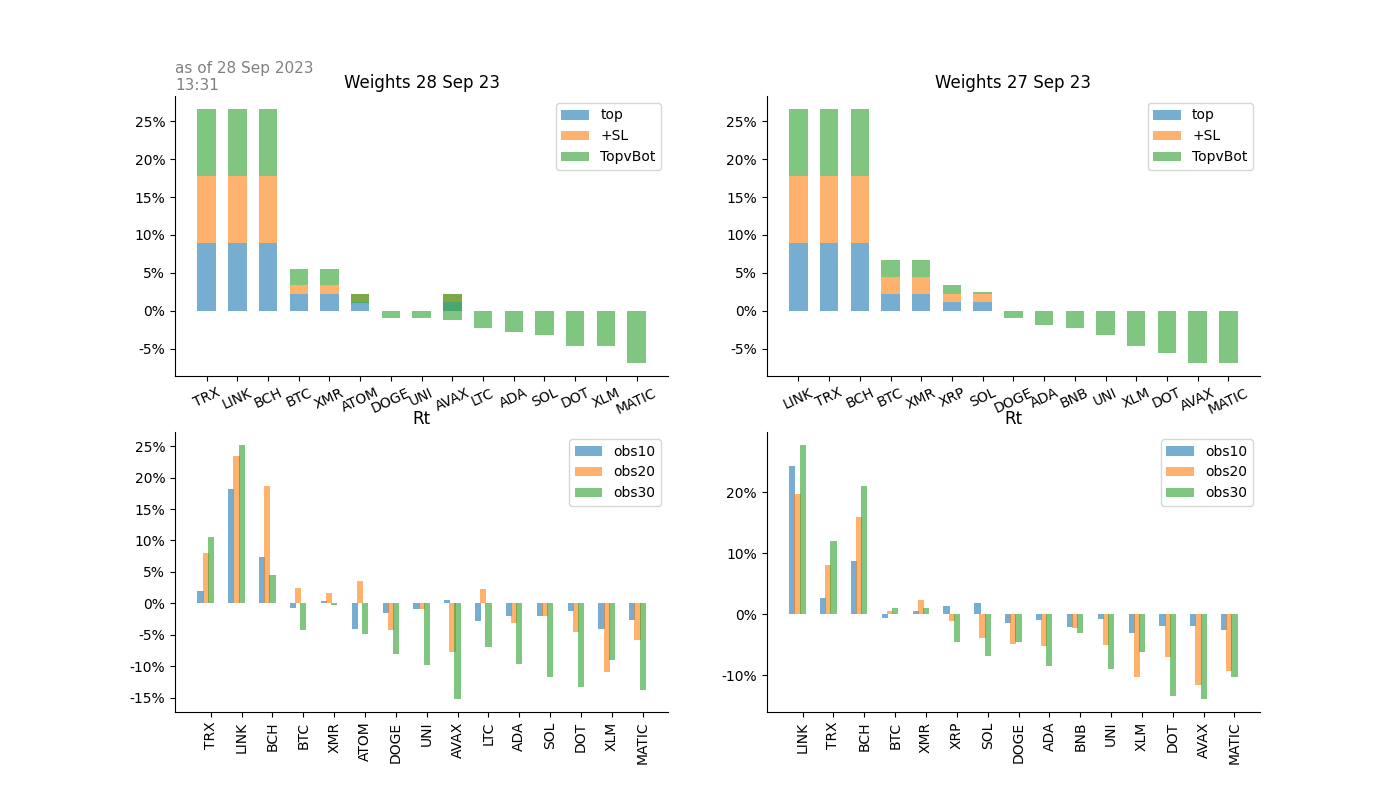 as of 28 Sep 2023
13:31
Weights 28 Sep 23
25%
20%
15%
10%
5%
0%
-5%
top
+SL
TopvBot
TRX LINK BCH BTC XMR ATOM DOGE UNI AVAX LTC ADA SOL DOT XLM MATIC
Weights 27 Sep 23
25%
20%
15%
10%
5%
0%
-5%
top
+SL
TopvBot
LINK TRX BCH BTC XMR XRP SOL DOGE ADA BNB UNI XLM DOT AVAX MATIC
Rt
25%
20%
15%
10%
5%
0%
-5%
-10%
-15%
obs10
obs20
obs30
TRX LINK BCH BTC XMR ATOM DOGE UNI AVAX LTC ADA SOL DOT XLM MATIC
Rt
20%
10%
0%
-10%
obs10
obs20
obs30
LINK TRX BCH BTC XMR XRP SOL DOGE ADA BNB UNI XLM DOT AVAX MATIC